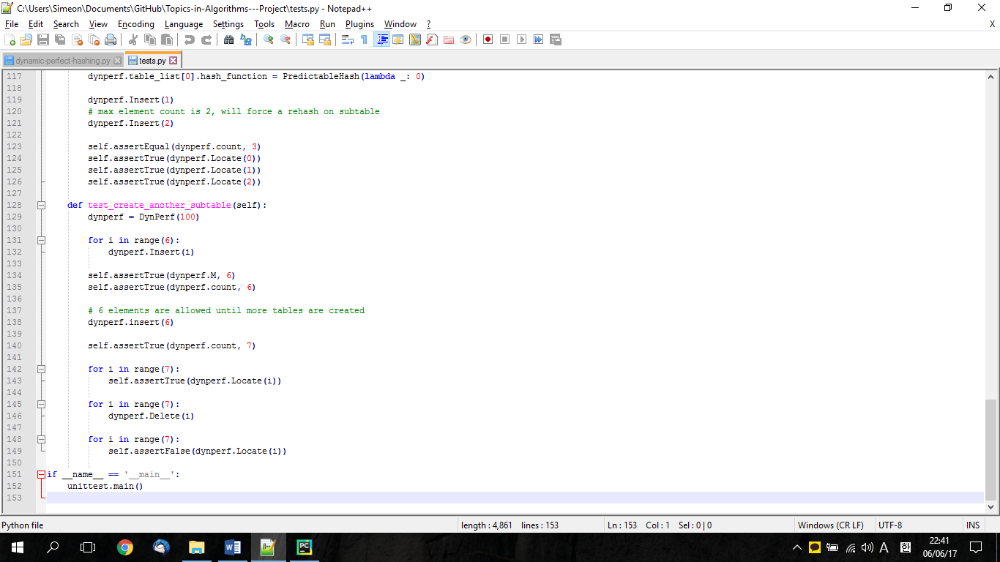 C:\Users\Simeon\Documents\GitHub\Topics-in-Algorithms---Project\tests.py - Notepad++
File Edit Search View Encoding Language Settings Tools Macro Run Plugins Window ? X
dynamic-perfect-hashing.py tests.py
117 dynperf.table_list[0].hash_function = PredictableHash(lambda _: 0)
118
119 dynperf.Insert(1)
120 # max element count is 2, will force a rehash on subtable
121 dynperf.Insert(2)
122
123 self.assertEqual(dynperf.count, 3)
124 self.assertTrue(dynperf.Locate(0))
125 self.assertTrue(dynperf.Locate(1))
126 self.assertTrue(dynperf.Locate(2))
127
128 def test_create_another_subtable(self):
129 dynperf = DynPerf(100)
130
131 for i in range(6):
132 dynperf.Insert(i)
133
134 self.assertTrue(dynperf.M, 6)
135 self.assertTrue(dynperf.count, 6)
136
137 # 6 elements are allowed until more tables are created
138 dynperf.insert(6)
139
140 self.assertTrue(dynperf.count, 7)
141
142 for i in range(7):
143 self.assertTrue(dynperf.Locate(i))
144
145 for i in range(7):
146 dynperf.Delete(i)
147
148 for i in range(7):
149 self.assertFalse(dynperf.Locate(i))
150
151 if __name__ == '__main__':
152 unittest.main()
153
Python file length : 4,861 lines : 153 Ln : 153 Col : 1 Sel : 0 | 0 Windows (CR LF) UTF-8 INS
A 한 22:41
06/06/17